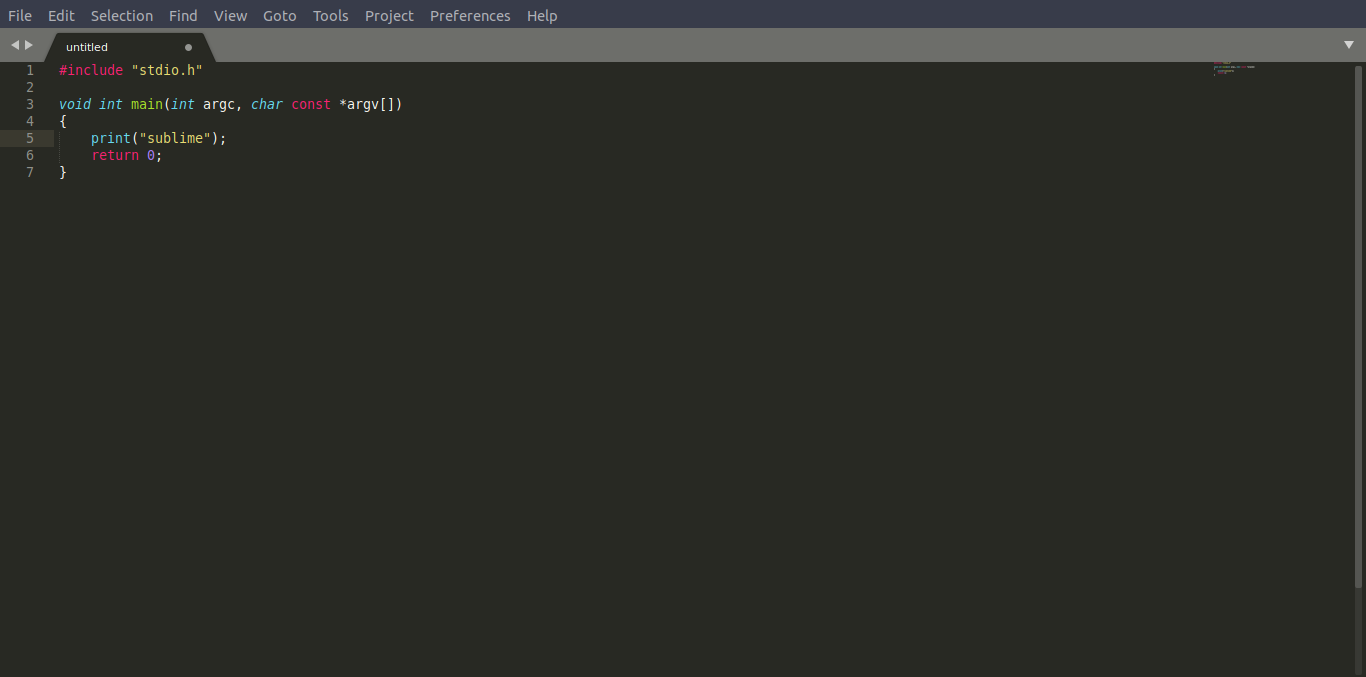 File Edit Selection Find View Goto Tools Project Preferences Help
untitled
1 #include "stdio.h"
2
3 void int main(int argc, char const *argv[])
4 {
5     print("sublime");
6     return 0;
7 }